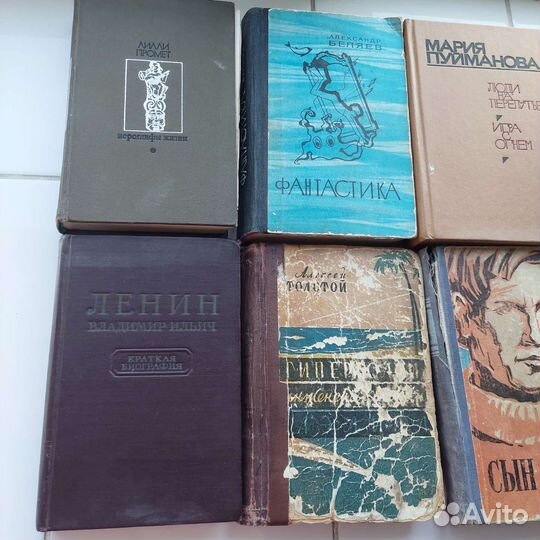 ЛИЛЛИ
ПРОМЕТ
иероглифы жизни
АЛЕКСАНДР
БЕЛЯЕВ
ФАНТАСТИКА
МАРИЯ
ПУЙМАНОВА
ЛЮДИ
НА
ПЕРЕПУТЬЕ
ИГРА
С
ОГНЕМ
ЛЕНИН
ВЛАДИМИР ИЛЬИЧ
КРАТКАЯ
БИОГРАФИЯ
Алексей
ТОЛСТОЙ
СЫН
Avito